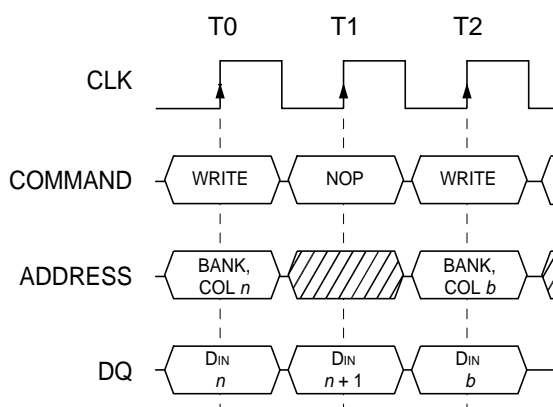 T0 T1 T2
CLK
COMMAND WRITE NOP WRITE
ADDRESS BANK, COL n BANK, COL b
DQ DIN n DIN n + 1 DIN b